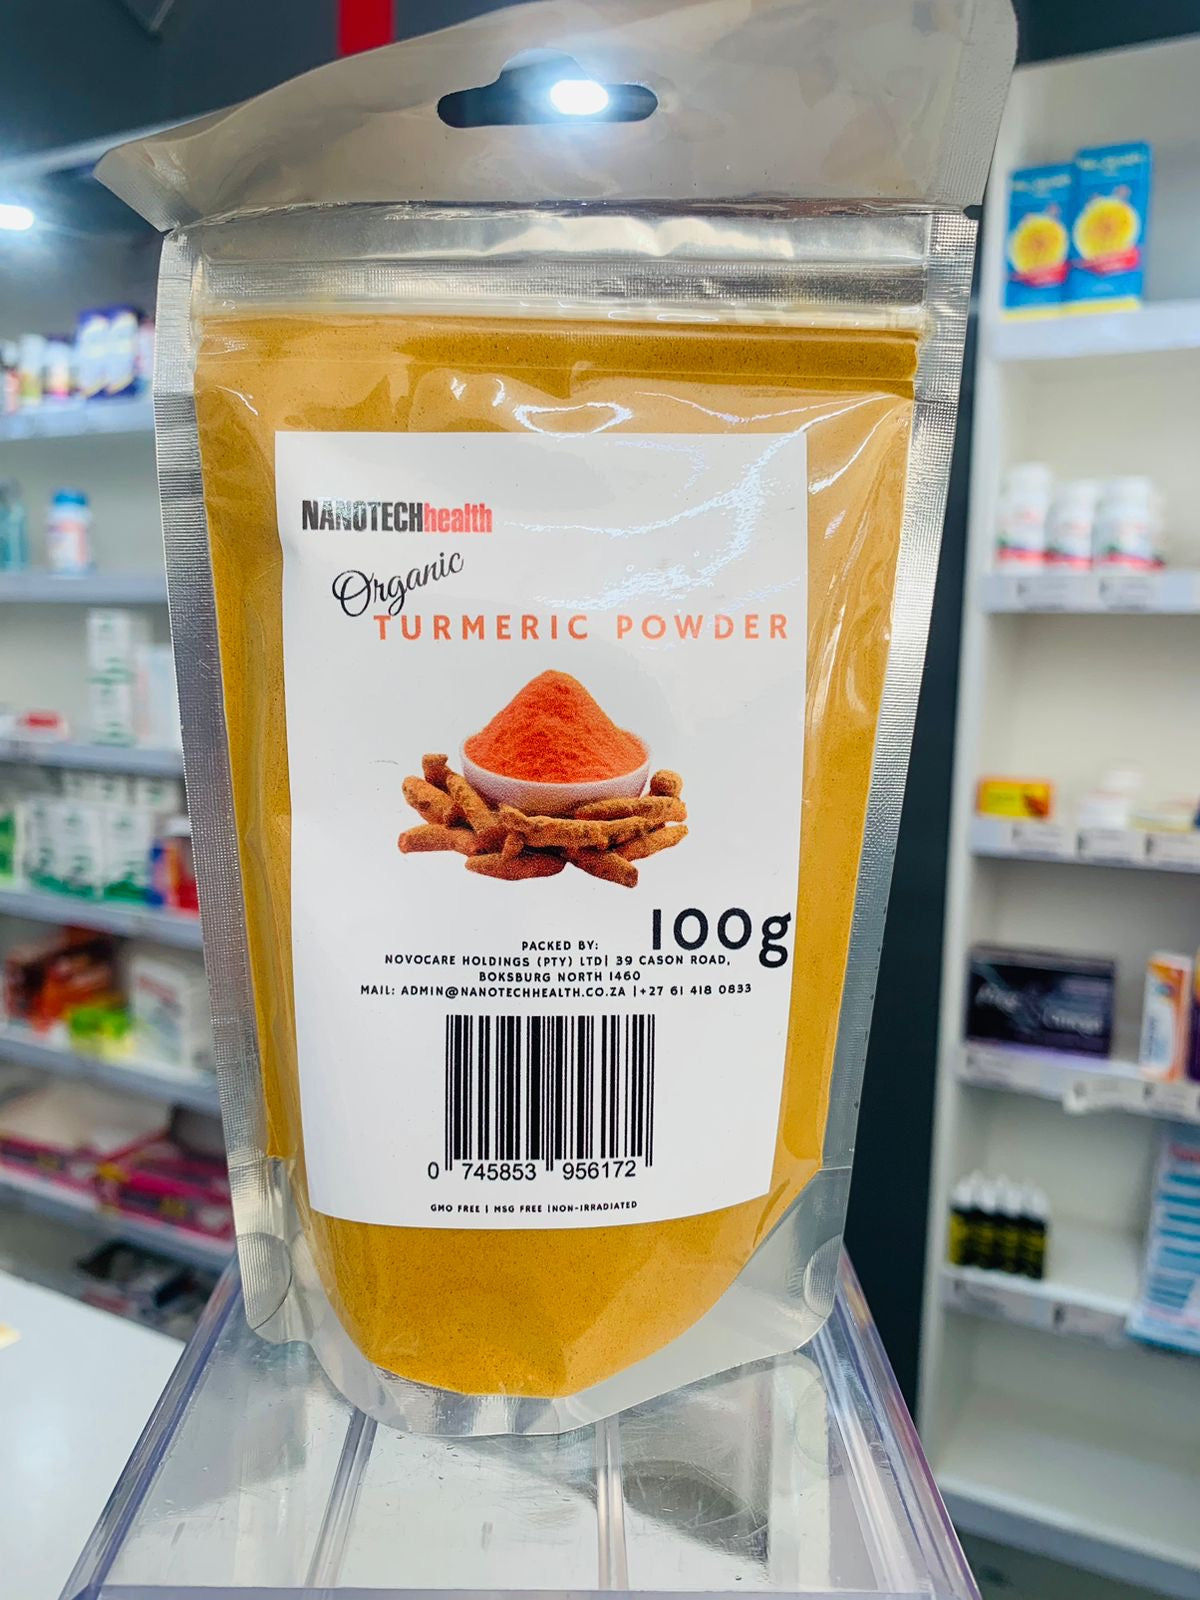 NANOTECHhealth
Organic
TURMERIC POWDER
100g
PACKED BY:
NOVOCARE HOLDINGS (PTY) LTD| 39 CASON ROAD,
BOKSBURG NORTH 1460
MAIL: ADMIN@NANOTECHHEALTH.CO.ZA |+27 61 418 0833
0 745853 956172
GMO FREE | MSG FREE |NON-IRRADIATED